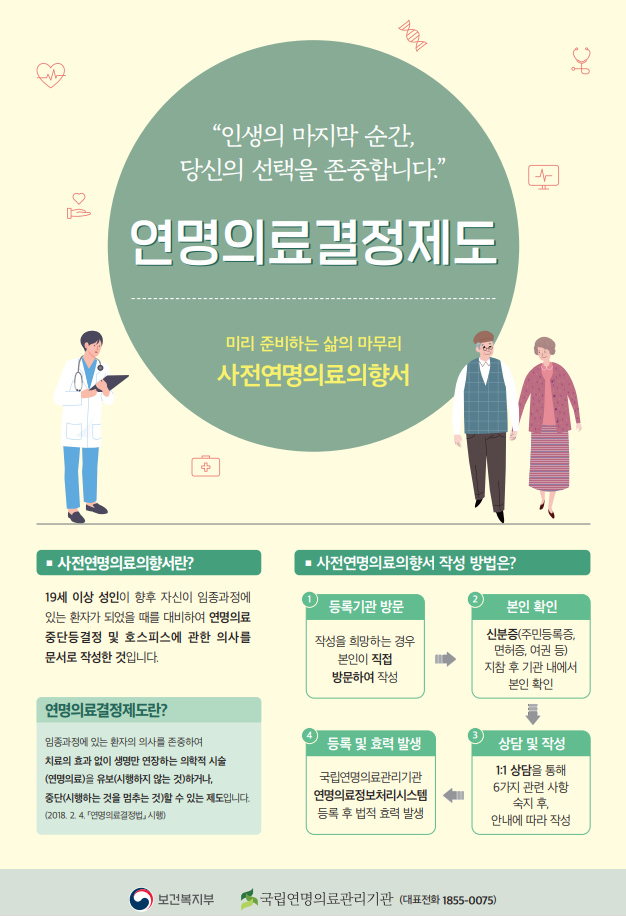 “인생의 마지막 순간,
당신의 선택을 존중합니다.”
연명의료결정제도
미리 준비하는 삶의 마무리
사전연명의료의향서
■ 사전연명의료의향서란?
19세 이상 성인이 향후 자신이 임종과정에
있는 환자가 되었을 때를 대비하여 연명의료
중단등결정 및 호스피스에 관한 의사를
문서로 작성한 것입니다.
연명의료결정제도란?
임종과정에 있는 환자의 의사를 존중하여
치료의 효과 없이 생명만 연장하는 의학적 시술
(연명의료)을 유보(시행하지 않는 것)하거나,
중단(시행하는 것을 멈추는 것)할 수 있는 제도입니다.
(2018. 2. 4. 「연명의료결정법」 시행)
■ 사전연명의료의향서 작성 방법은?
1 등록기관 방문
작성을 희망하는 경우
본인이 직접
방문하여 작성
2 본인 확인
신분증(주민등록증,
면허증, 여권 등)
지참 후 기관 내에서
본인 확인
3 상담 및 작성
1:1 상담을 통해
6가지 관련 사항
숙지 후,
안내에 따라 작성
4 등록 및 효력 발생
국립연명의료관리기관
연명의료정보처리시스템
등록 후 법적 효력 발생
보건복지부 국립연명의료관리기관 (대표전화 1855-0075)